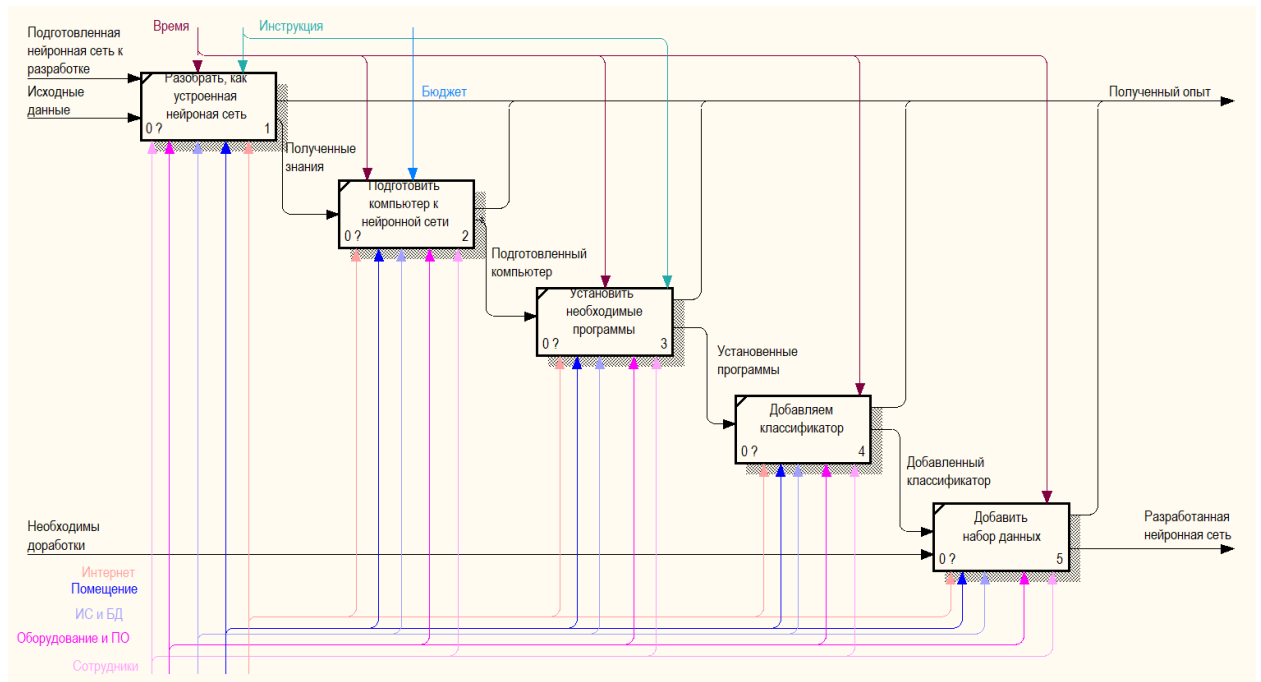 Время
Инструкция
Подготовленная
нейронная сеть к
разработке
Исходные
данные
Разобрать, как
устроенная
нейроная сеть
0 ?
1
Бюджет
Полученный опыт
Полученные
знания
Подготовить
компьютер к
нейронной сети
0 ?
2
Подготовленный
компьютер
Установить
необходимые
программы
0 ?
3
Установенные
программы
Добавляем
классификатор
0 ?
4
Добавленный
классификатор
Добавить
набор данных
0 ?
5
Необходимы
доработки
Разработанная
нейронная сеть
Интернет
Помещение
ИС и БД
Оборудование и ПО
Сотрудники